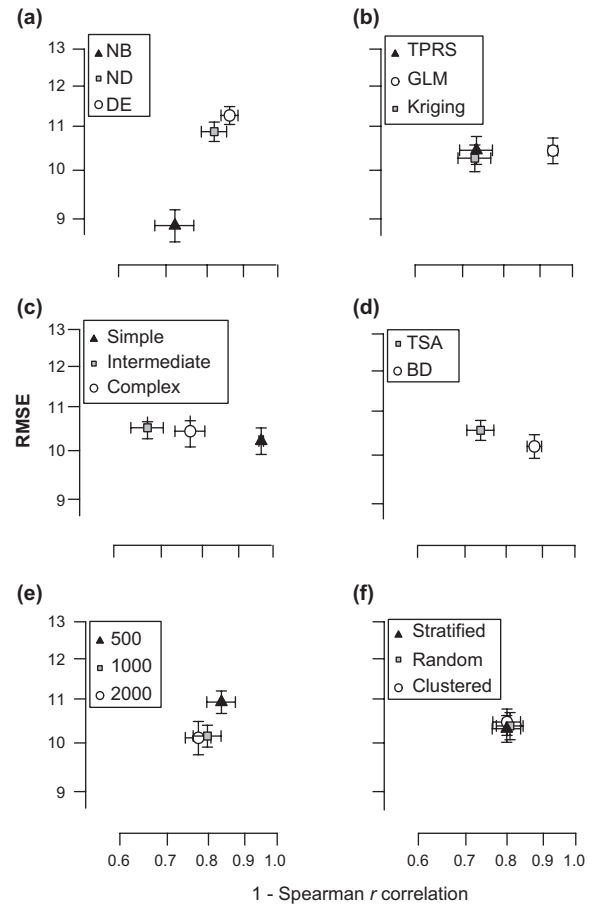 (a)
13
12
11
10
9
NB
ND
DE
(b)
TPRS
GLM
Kriging
(c)
13
12
11
10
9
Simple
Intermediate
Complex
(d)
TSA
BD
RMSE
(e)
13
12
11
10
9
500
1000
2000
0.6 0.7 0.8 0.9 1.0
(f)
Stratified
Random
Clustered
0.6 0.7 0.8 0.9 1.0
1 - Spearman r correlation